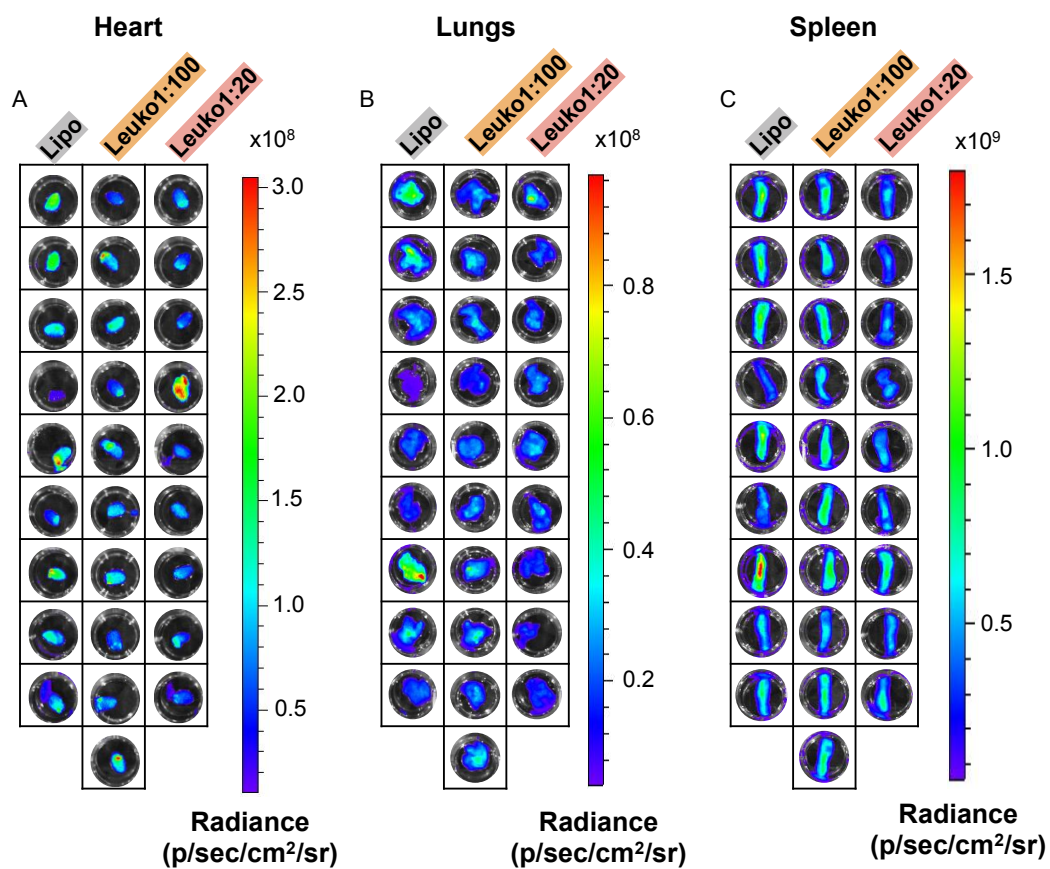 Heart
Lungs
Spleen
A
Lipo
Leuko1:100
Leuko1:20
x10⁸
3.0
2.5
2.0
1.5
1.0
0.5
Radiance
(p/sec/cm²/sr)
B
Lipo
Leuko1:100
Leuko1:20
x10⁸
0.8
0.6
0.4
0.2
Radiance
(p/sec/cm²/sr)
C
Lipo
Leuko1:100
Leuko1:20
x10⁹
1.5
1.0
0.5
Radiance
(p/sec/cm²/sr)